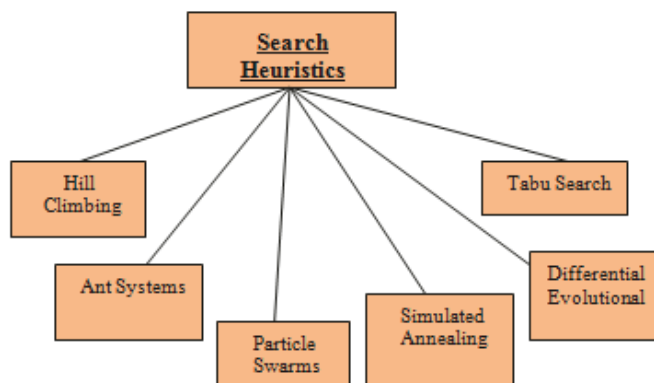 Search
Heuristics
Hill
Climbing
Tabu Search
Ant Systems
Differential
Evolutional
Simulated
Annealing
Particle
Swarms